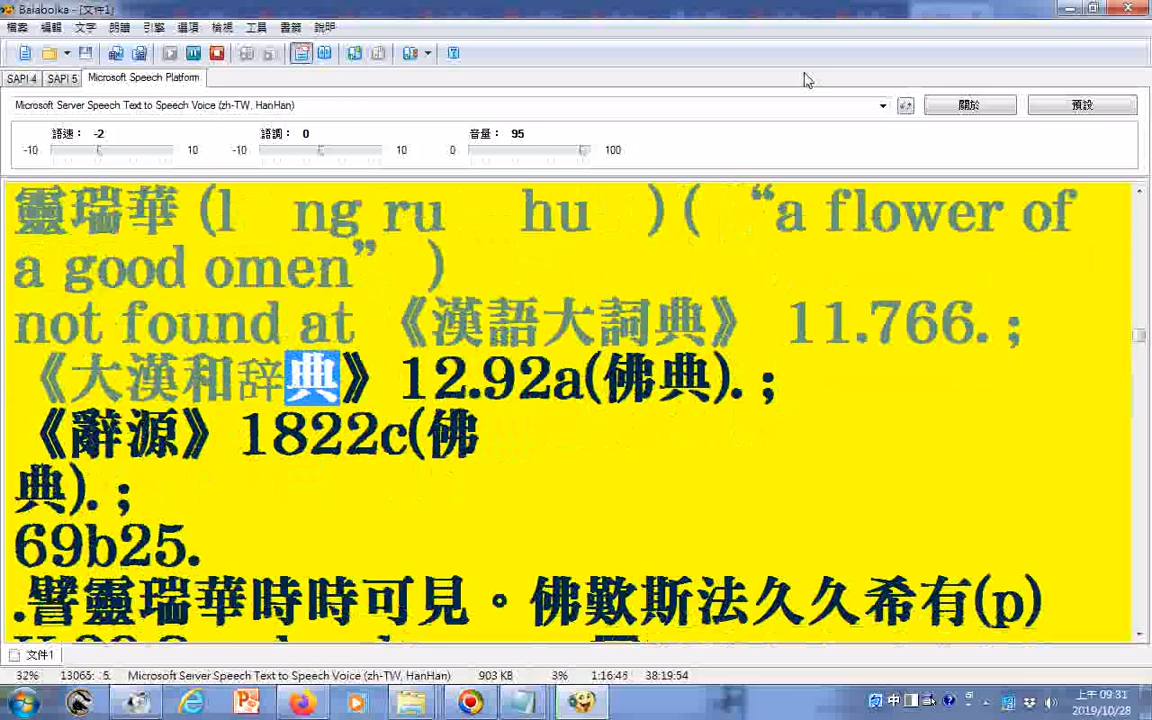 Balabolka - [文件1]
檔案 編輯 文字 朗讀 引擎 選項 檢視 工具 書籤 說明
SAPI 4 SAPI 5 Microsoft Speech Platform
Microsoft Server Speech Text to Speech Voice (zh-TW, HanHan) 關於 預設
語速： -2 語調： 0 音量： 95
-10 10 -10 10 0 100
靈瑞華 (l ng ru hu ) ( “a flower of
a good omen” )
not found at 《漢語大詞典》 11.766. ;
《大漢和辞典》 12.92a(佛典). ;
《辭源》 1822c(佛
典). ;
69b25.
.譬靈瑞華時時可見。佛歎斯法久久希有(p)
文件1
32% Microsoft Server Speech Text to Speech Voice (zh-TW, HanHan) 903 KB 3% 1:16:46 38:19:54
中 上午 09:31
2019/10/28